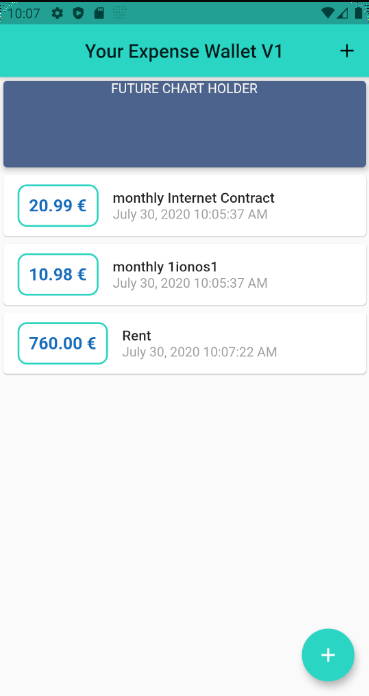 10:07
Your Expense Wallet V1 +
FUTURE CHART HOLDER
20.99 €
monthly Internet Contract
July 30, 2020 10:05:37 AM
10.98 €
monthly 1ionos1
July 30, 2020 10:05:37 AM
760.00 €
Rent
July 30, 2020 10:07:22 AM
+